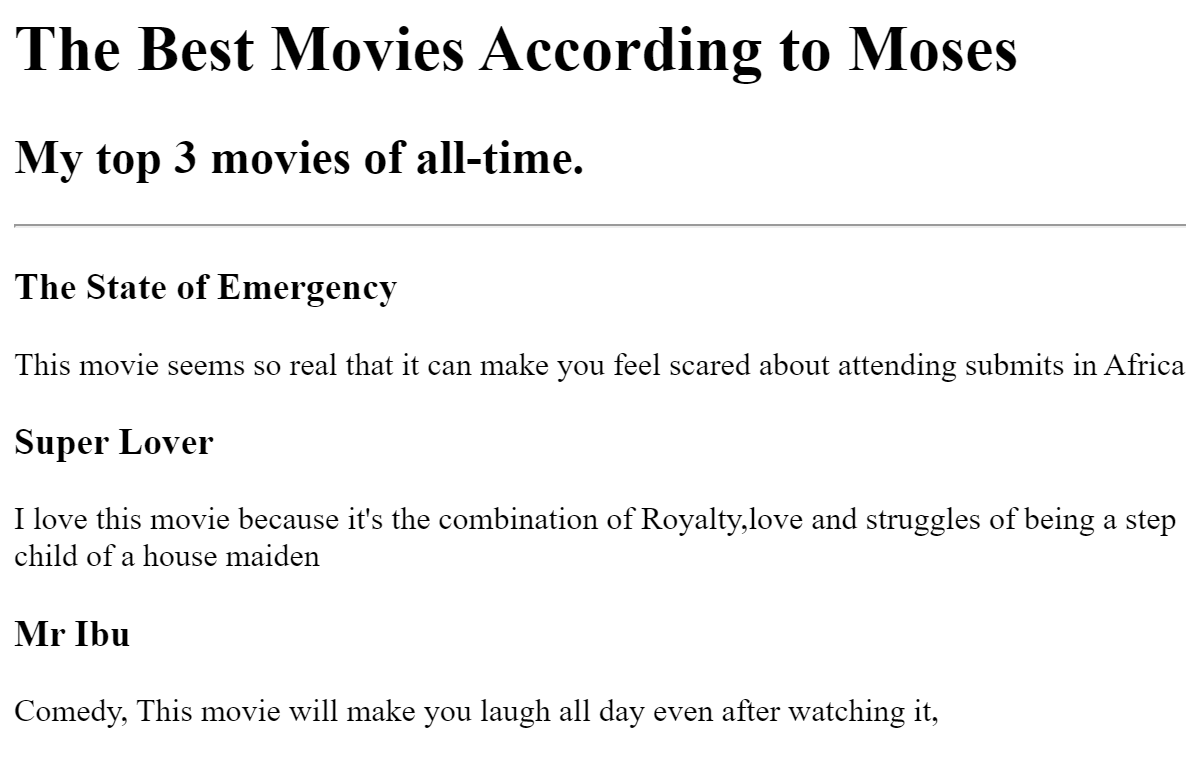 The Best Movies According to Moses
My top 3 movies of all-time.
The State of Emergency
This movie seems so real that it can make you feel scared about attending submits in Africa
Super Lover
I love this movie because it's the combination of Royalty,love and struggles of being a step
child of a house maiden
Mr Ibu
Comedy, This movie will make you laugh all day even after watching it,